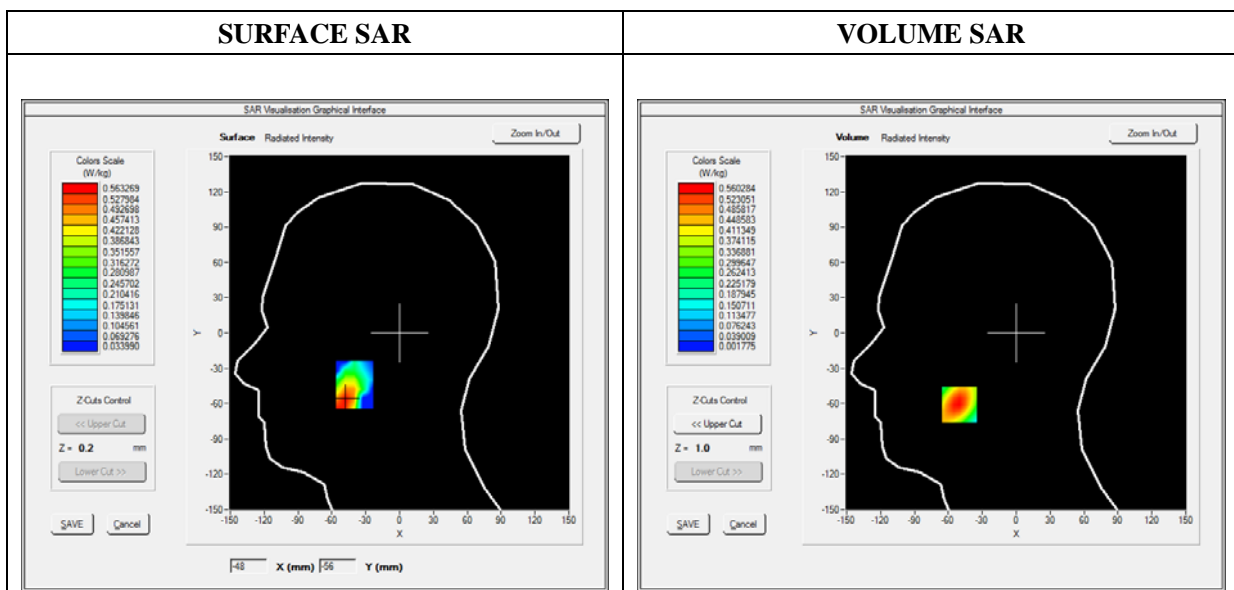 SURFACE SAR
VOLUME SAR
SAR Visualisation Graphical Interface
Surface Radiated Intensity
Zoom In/Out
Colors Scale
(W/kg)
0.563269
0.527984
0.492698
0.457413
0.422128
0.386843
0.351557
0.316272
0.280987
0.245702
0.210416
0.175131
0.139846
0.104561
0.069276
0.033990
150
120
90
60
30
0
-30
-60
-90
-120
-150
Y
-150 -120 -90 -60 -30 0 30 60 90 120 150
X
Z-Cuts Control
<< Upper Cut
Z = 0.2 mm
Lower Cut >>
SAVE Cancel
-48 X (mm) -56 Y (mm)
SAR Visualisation Graphical Interface
Volume Radiated Intensity
Zoom In/Out
Colors Scale
(W/kg)
0.560284
0.523051
0.485817
0.448583
0.411349
0.374115
0.336881
0.299647
0.262413
0.225179
0.187945
0.150711
0.113477
0.076243
0.039009
0.001775
150
120
90
60
30
0
-30
-60
-90
-120
-150
Y
-150 -120 -90 -60 -30 0 30 60 90 120 150
X
Z-Cuts Control
<< Upper Cut
Z = 1.0 mm
Lower Cut >>
SAVE Cancel